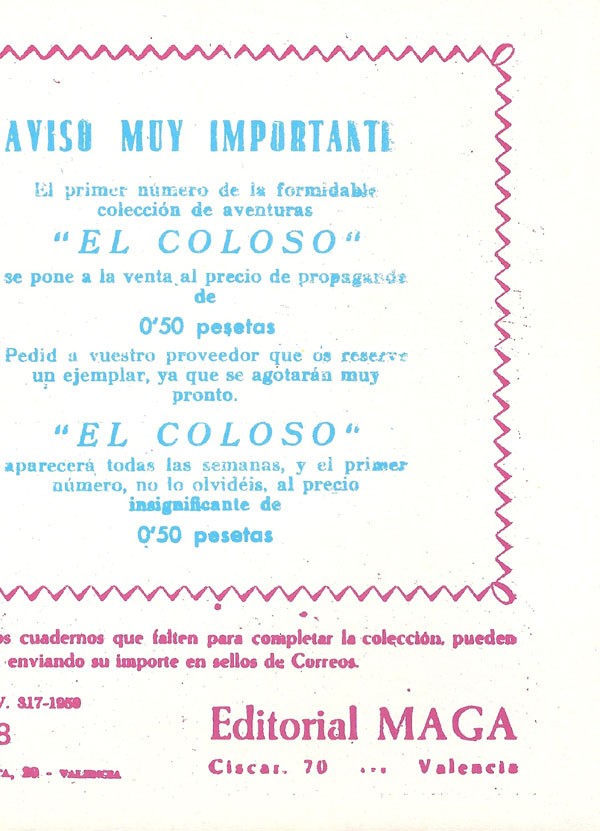 AVISO MUY IMPORTANTE
El primer número de la formidable
colección de aventuras
"EL COLOSO"
se pone a la venta al precio de propaganda
de
0'50 pesetas
Pedid a vuestro proveedor que os reserve
un ejemplar, ya que se agotarán muy
pronto.
"EL COLOSO"
aparecerá todas las semanas, y el primer
número, no lo olvidéis, al precio
insignificante de
0'50 pesetas
os cuadernos que falten para completar la colección, pueden
enviando su importe en sellos de Correos.
V. 317-1959
8
TA, 20 - VALENCIA
Editorial MAGA
Ciscar, 70 ... Valencia